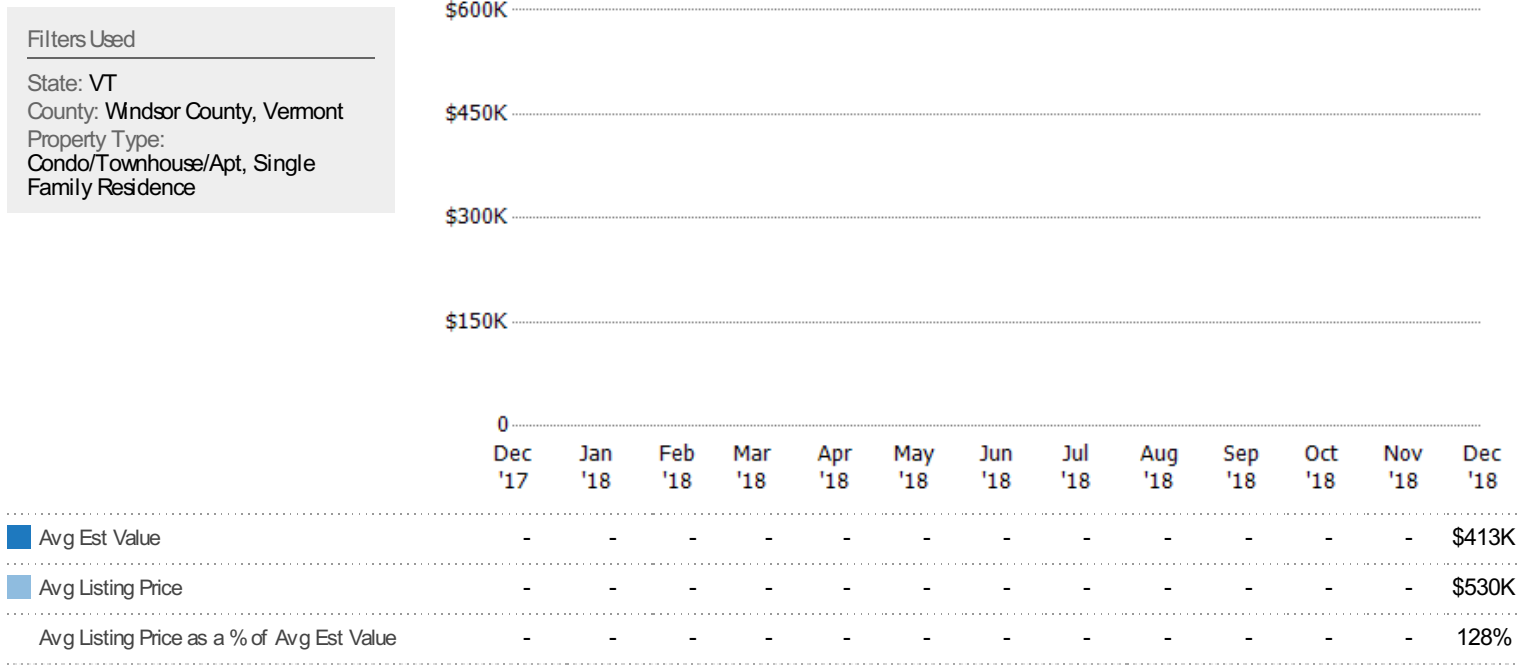 Filters Used
State: VT
County: Windsor County, Vermont
Property Type:
Condo/Townhouse/Apt, Single
Family Residence
$600K
$450K
$300K
$150K
0
Dec Jan Feb Mar Apr May Jun Jul Aug Sep Oct Nov Dec
'17 '18 '18 '18 '18 '18 '18 '18 '18 '18 '18 '18 '18
Avg Est Value - - - - - - - - - - - - $413K
Avg Listing Price - - - - - - - - - - - - $530K
Avg Listing Price as a % of Avg Est Value - - - - - - - - - - - - 128%